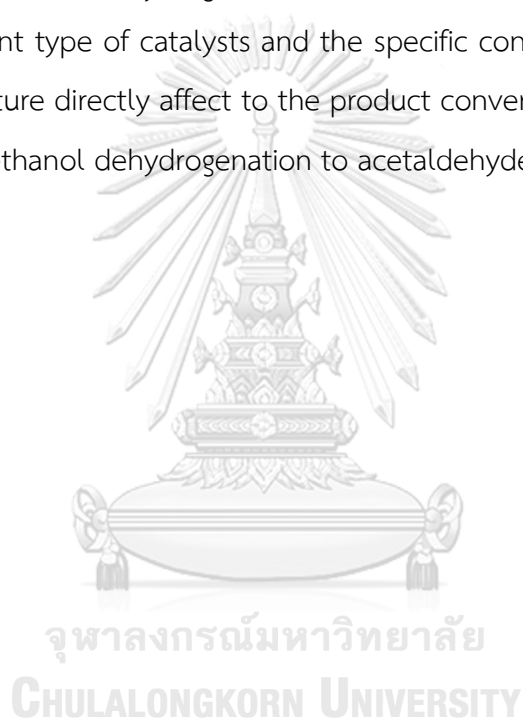 nt type of catalysts and the specific con
ture directly affect to the product conver
thanol dehydrogenation to acetaldehyde
จุฬาลงกรณ์มหาวิทยาลัย
CHULALONGKORN UNIVERSITY